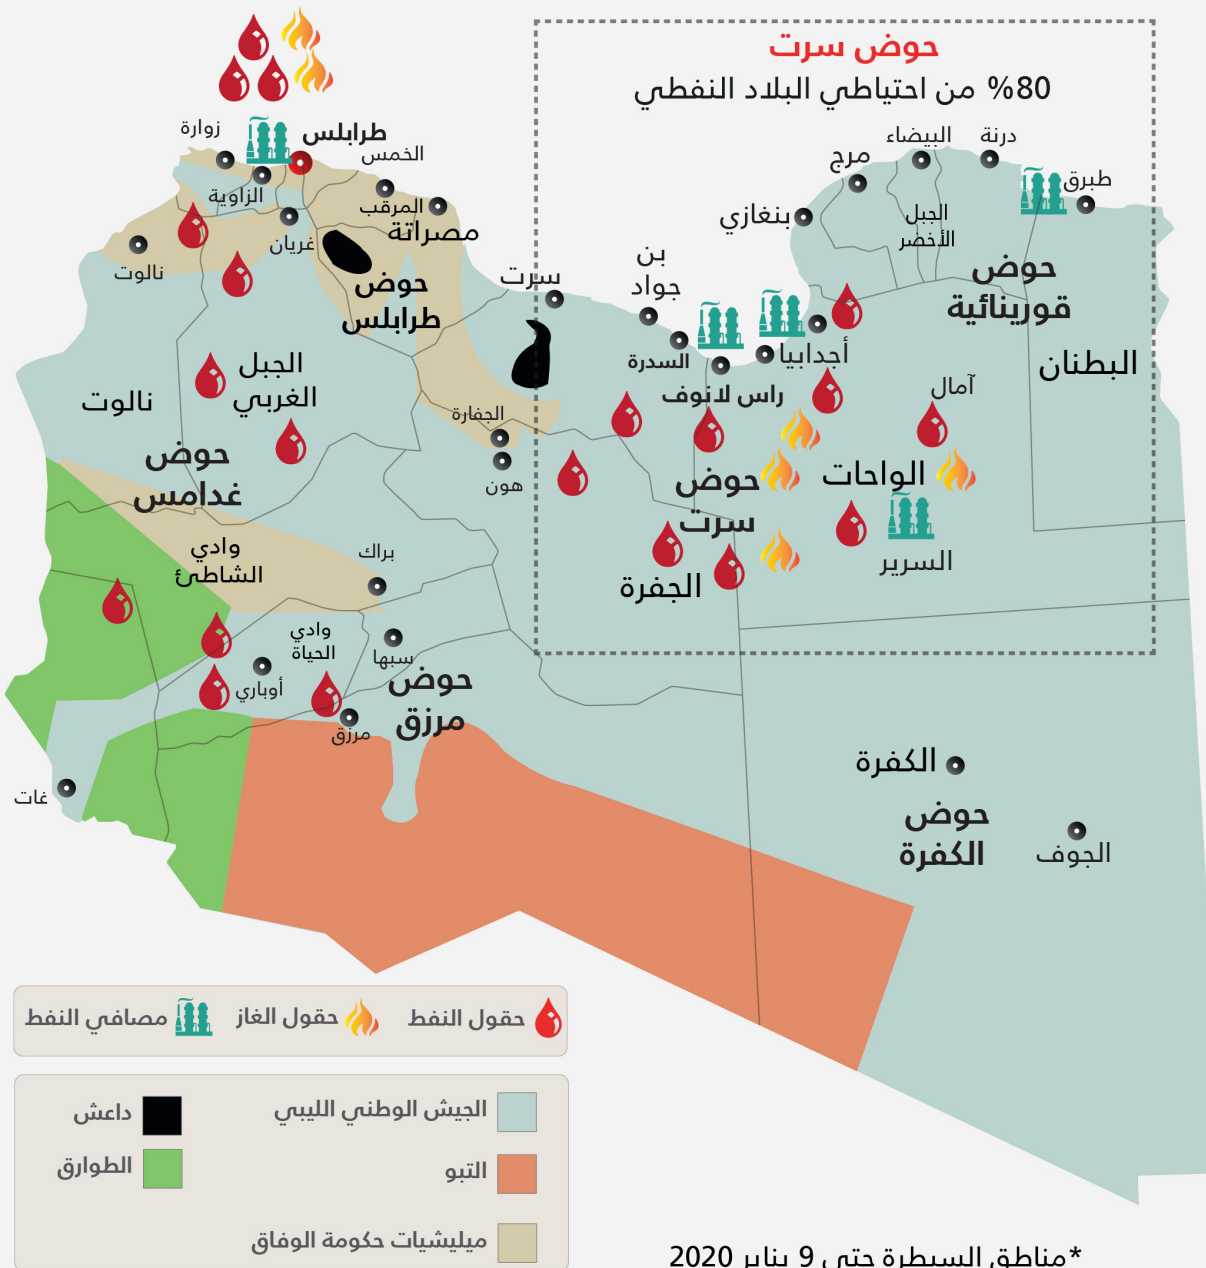 حوض سرت
80% من احتياطي البلاد النفطي
زوارة
طرابلس
الخمس
الزاوية
المرقب
مصراتة
غريان
نالوت
حوض
طرابلس
سرت
بن
جواد
بنغازي
مرج
البيضاء
درنة
طبرق
الجبل
الأخضر
حوض
قورينائية
البطنان
السدرة
أجدابيا
راس لانوف
آمال
الجبل
الغربي
نالوت
الجفارة
هون
حوض
غدامس
حوض
سرت
الواحات
السرير
الجفرة
وادي
الشاطئ
براك
وادي
الحياة
سبها
أوباري
حوض
مرزق
مرزق
غات
الكفرة
حوض
الكفرة
الجوف
حقول النفط
حقول الغاز
مصافي النفط
الجيش الوطني الليبي
داعش
التبو
الطوارق
ميليشيات حكومة الوفاق
*مناطق السيطرة حتى 9 يناير 2020